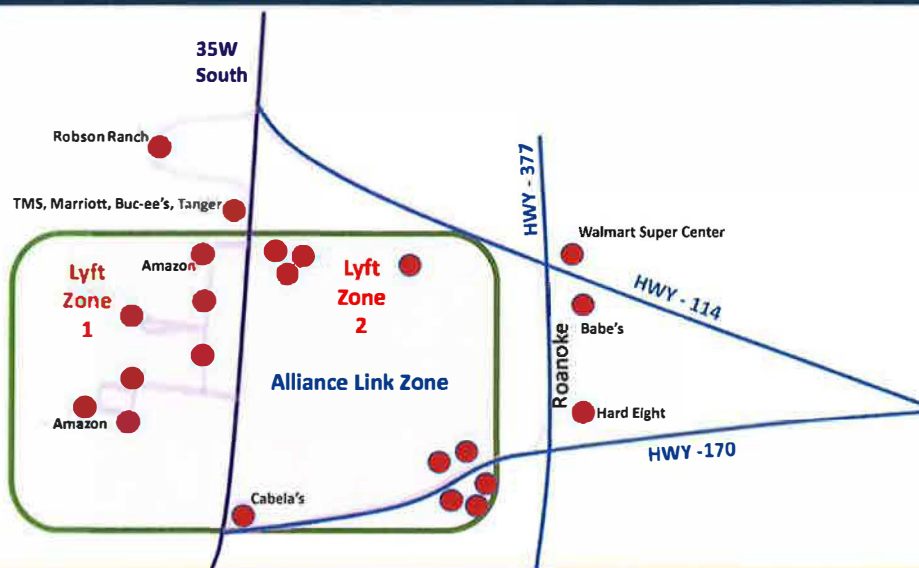 35W
South
Robson Ranch
HWY - 377
TMS, Marriott, Buc-ee's, Tanger
Walmart Super Center
Amazon
Lyft
Zone
1
Lyft
Zone
2
HWY - 114
Babe's
Roanoke
Alliance Link Zone
Hard Eight
Amazon
HWY -170
Cabela's